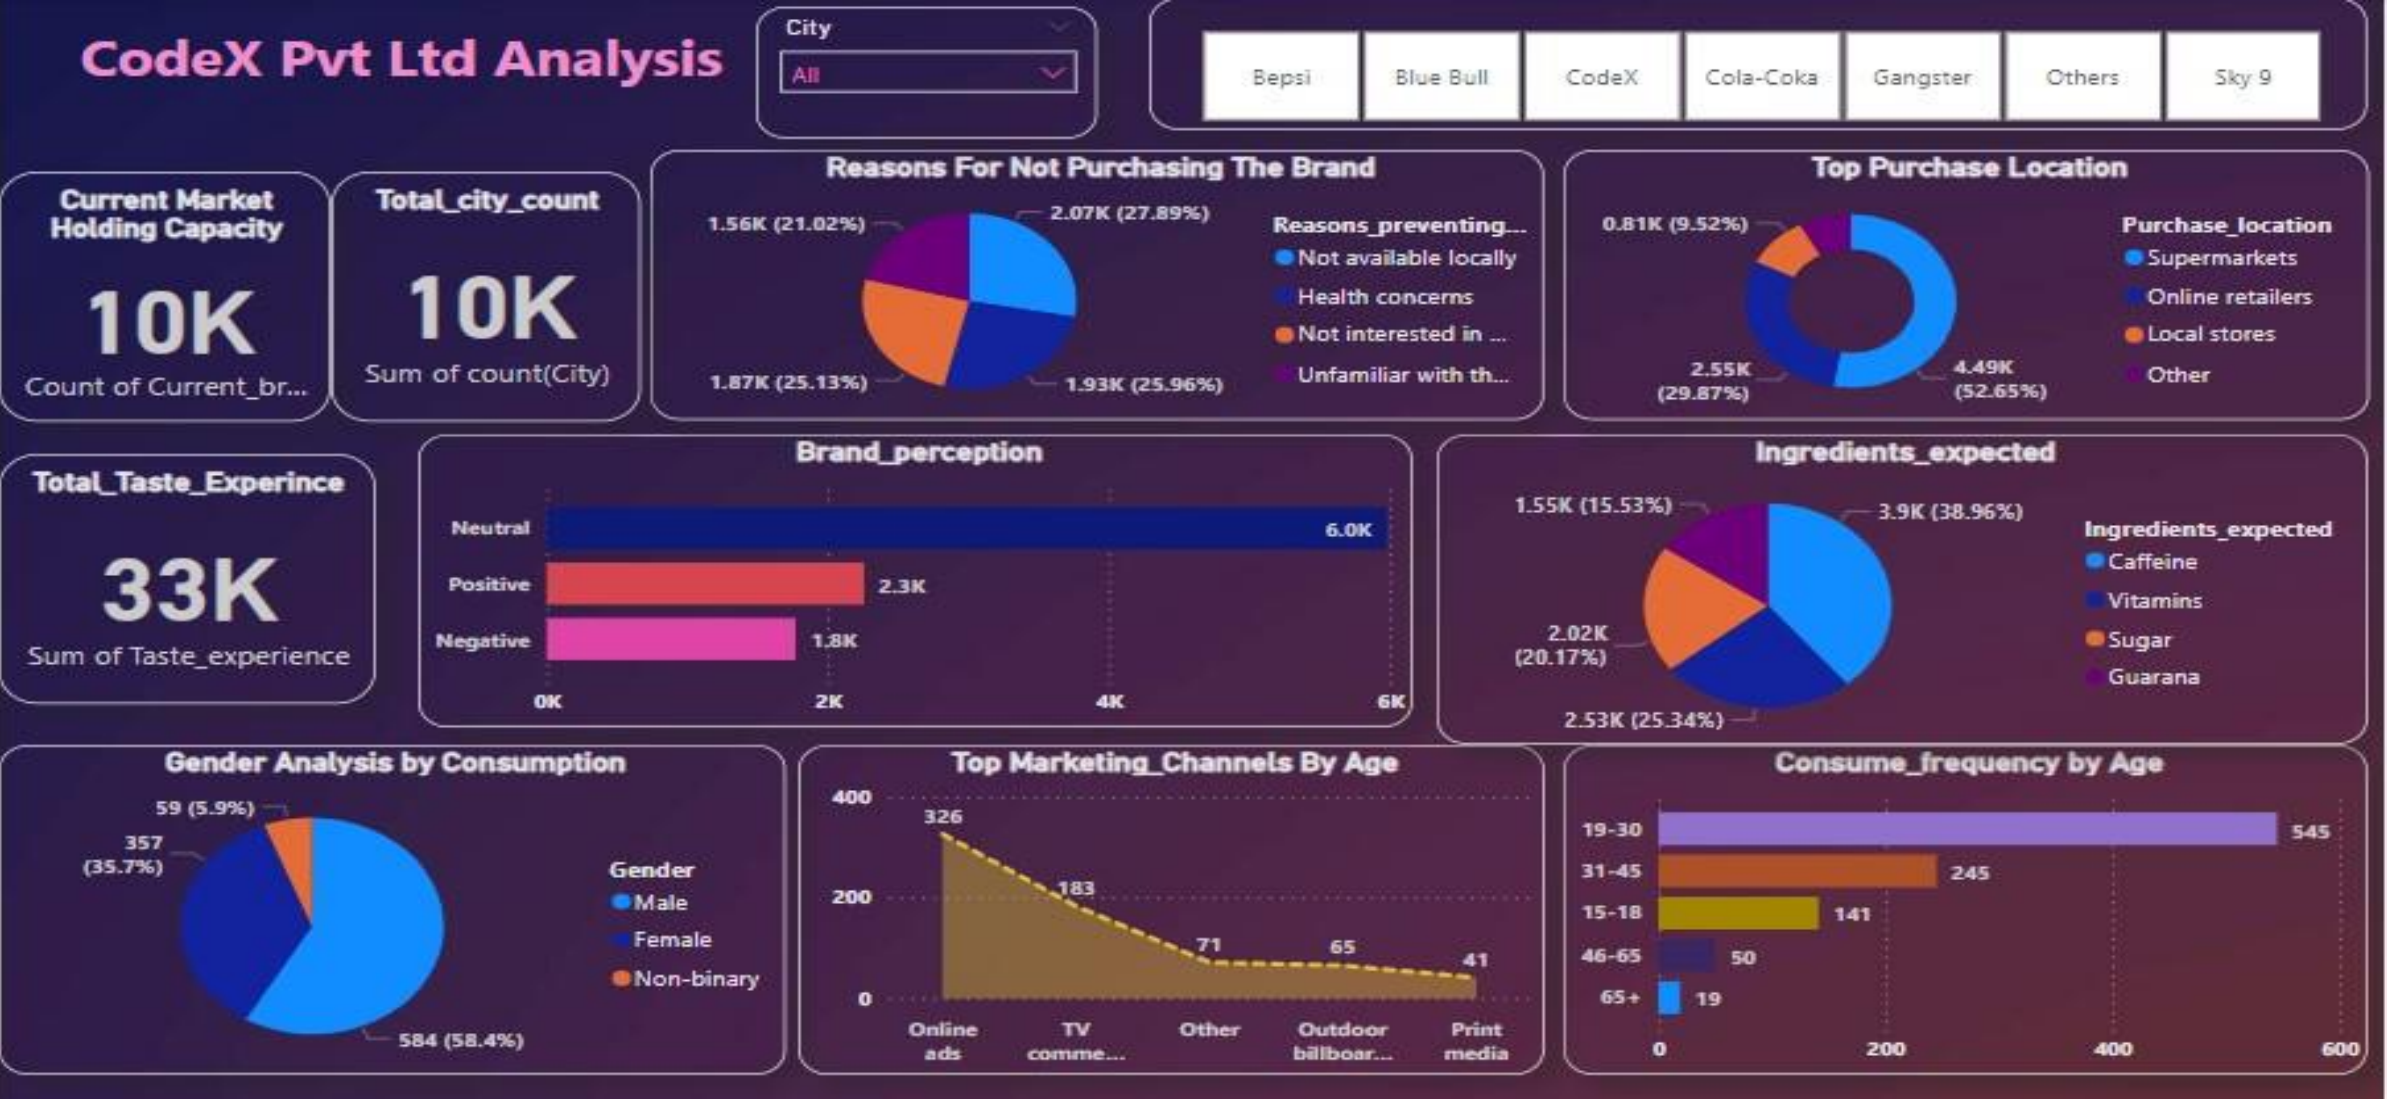 CodeX Pvt Ltd Analysis
City
All
Bepsi
Blue Bull
CodeX
Cola-Coka
Gangster
Others
Sky 9
Current Market
Holding Capacity
10K
Count of Current_br...
Total_city_count
10K
Sum of count(City)
Reasons For Not Purchasing The Brand
1.56K (21.02%)
2.07K (27.89%)
1.87K (25.13%)
1.93K (25.96%)
Reasons_preventing...
Not available locally
Health concerns
Not interested in ...
Unfamiliar with th...
Top Purchase Location
0.81K (9.52%)
2.55K
(29.87%)
4.49K
(52.65%)
Purchase_location
Supermarkets
Online retailers
Local stores
Other
Total_Taste_Experince
33K
Sum of Taste_experience
Brand_perception
Neutral
6.0K
Positive
2.3K
Negative
1.8K
0K
2K
4K
6K
Ingredients_expected
1.55K (15.53%)
3.9K (38.96%)
2.02K
(20.17%)
2.53K (25.34%)
Ingredients_expected
Caffeine
Vitamins
Sugar
Guarana
Gender Analysis by Consumption
59 (5.9%)
357
(35.7%)
584 (58.4%)
Gender
Male
Female
Non-binary
Top Marketing_Channels By Age
400
200
0
326
183
71
65
41
Online
ads
TV
comme...
Other
Outdoor
billboar...
Print
media
Consume_frequency by Age
19-30
545
31-45
245
15-18
141
46-65
50
65+
19
0
200
400
600